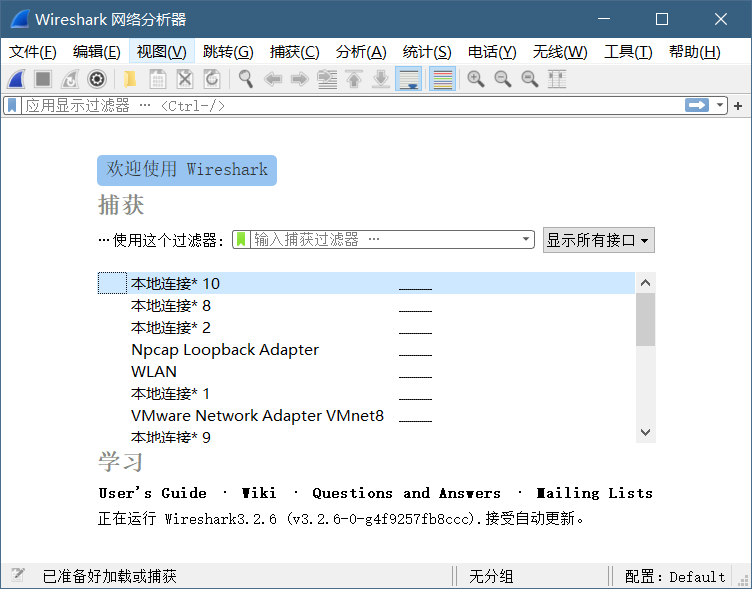 Wireshark 网络分析器
文件(F) 编辑(E) 视图(V) 跳转(G) 捕获(C) 分析(A) 统计(S) 电话(Y) 无线(W) 工具(T) 帮助(H)
应用显示过滤器 … <Ctrl-/>
欢迎使用 Wireshark
捕获
…使用这个过滤器: 输入捕获过滤器 … 显示所有接口
本地连接* 10
本地连接* 8
本地连接* 2
Npcap Loopback Adapter
WLAN
本地连接* 1
VMware Network Adapter VMnet8
本地连接* 9
学习
User's Guide · Wiki · Questions and Answers · Mailing Lists
正在运行 Wireshark3.2.6 (v3.2.6-0-g4f9257fb8ccc).接受自动更新。
已准备好加载或捕获 无分组 配置: Default